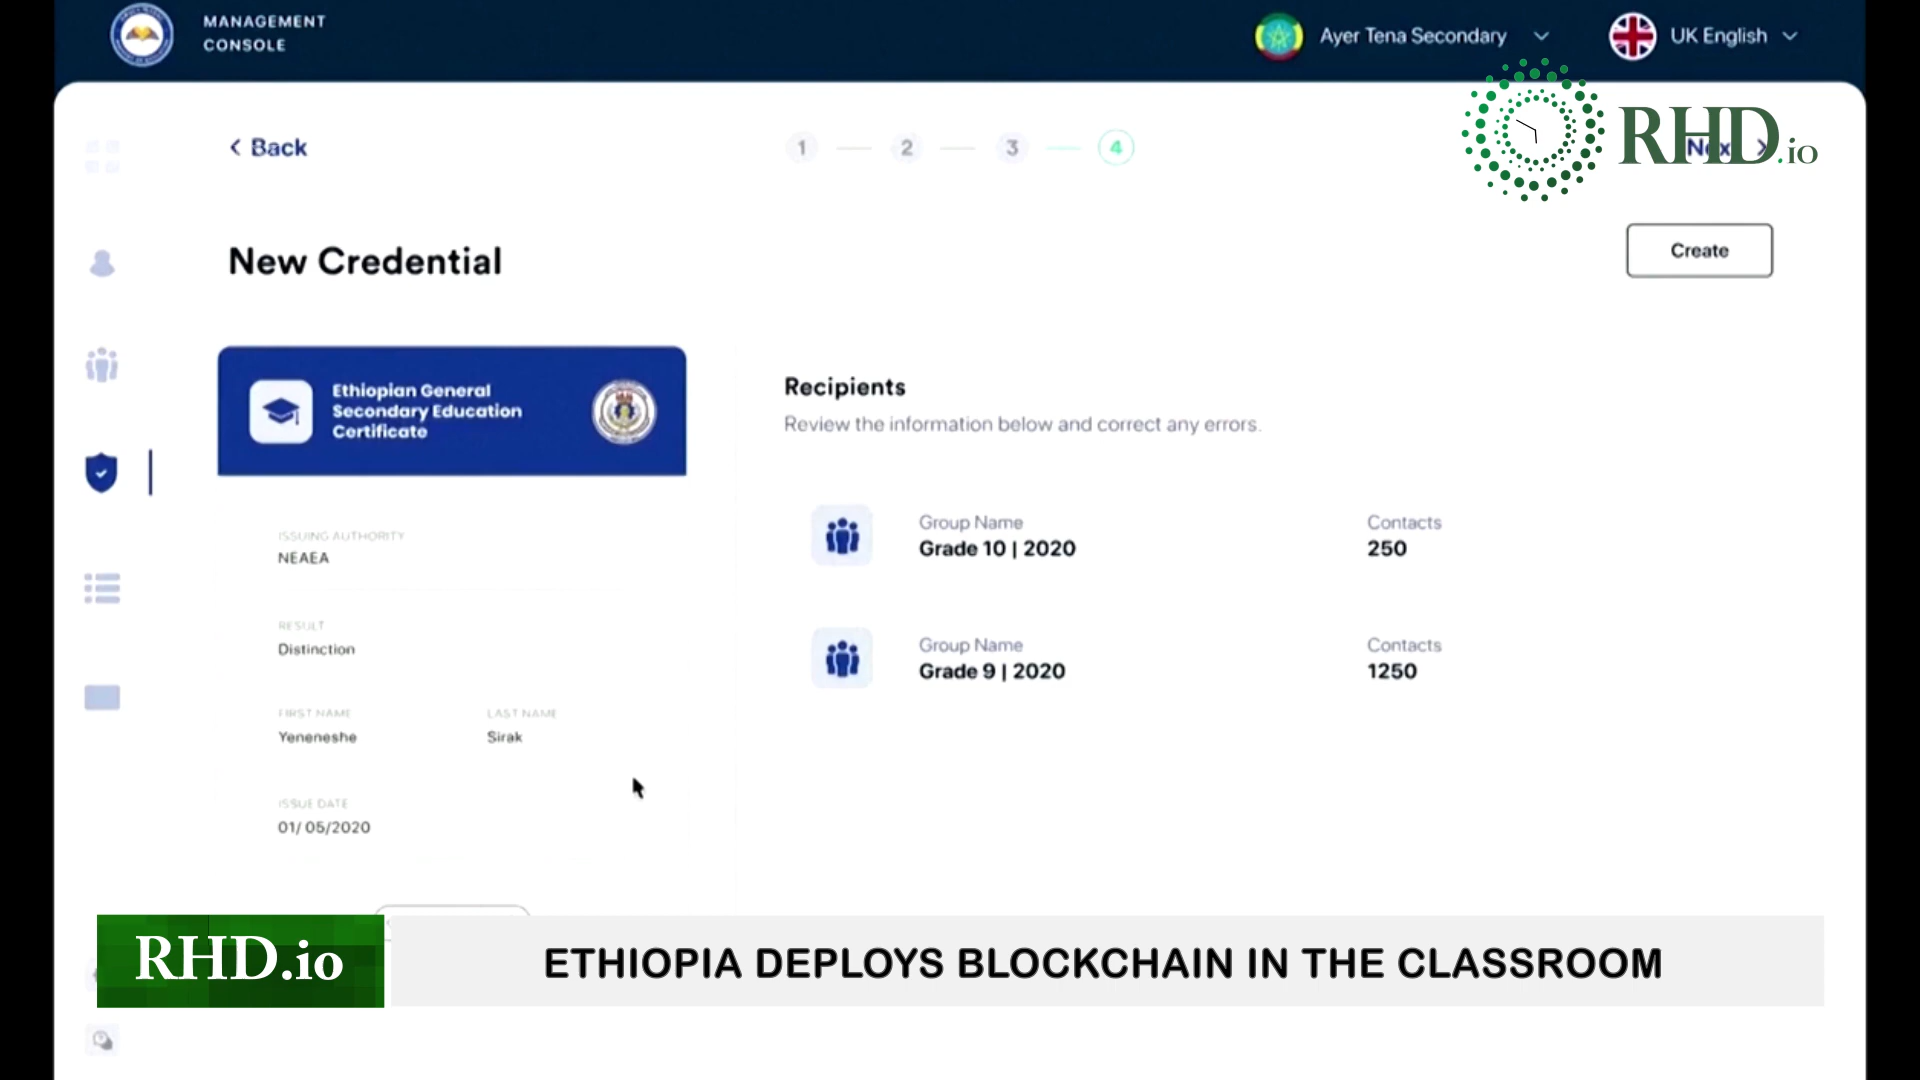 MANAGEMENT
CONSOLE
Ayer Tena Secondary
UK English
Back
1
2
3
4
RHD.io
New Credential
Create
Ethiopian General
Secondary Education
Certificate
ISSUING AUTHORITY
NEAEA
RESULT
Distinction
FIRST NAME
LAST NAME
Yeneneshe
Sirak
ISSUE DATE
01/ 05/2020
Recipients
Review the information below and correct any errors.
Group Name
Contacts
Grade 10 | 2020
250
Group Name
Contacts
Grade 9 | 2020
1250
RHD.io
ETHIOPIA DEPLOYS BLOCKCHAIN IN THE CLASSROOM